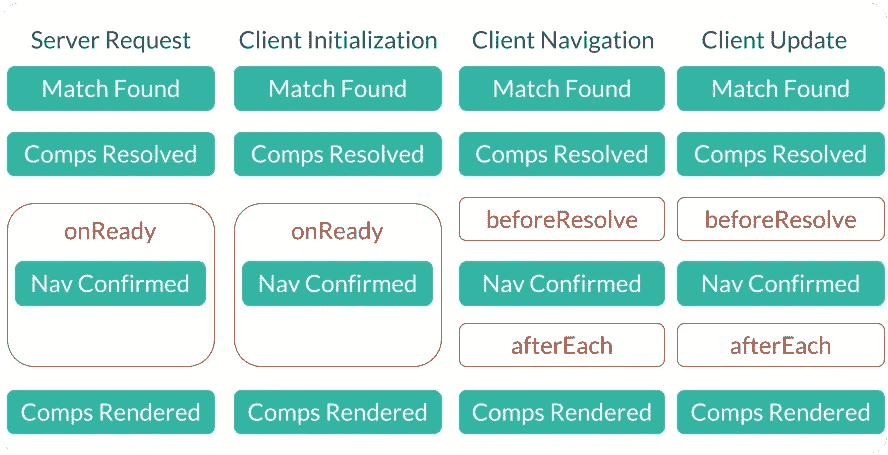 Server Request
Client Initialization
Client Navigation
Client Update
Match Found
Match Found
Match Found
Match Found
Comps Resolved
Comps Resolved
Comps Resolved
Comps Resolved
onReady
onReady
beforeResolve
beforeResolve
Nav Confirmed
Nav Confirmed
Nav Confirmed
Nav Confirmed
afterEach
afterEach
Comps Rendered
Comps Rendered
Comps Rendered
Comps Rendered